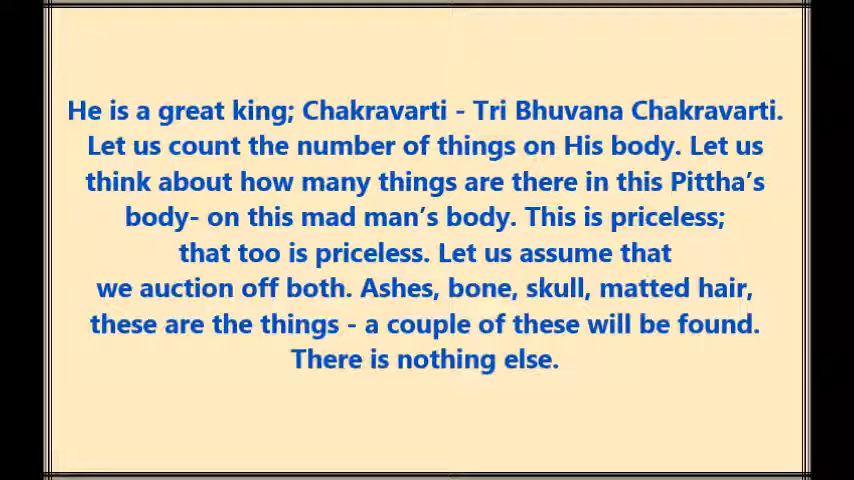 He is a great king; Chakravarti - Tri Bhuvana Chakravarti.
Let us count the number of things on His body. Let us
think about how many things are there in this Pittha's
body- on this mad man's body. This is priceless;
that too is priceless. Let us assume that
we auction off both. Ashes, bone, skull, matted hair,
these are the things - a couple of these will be found.
There is nothing else.